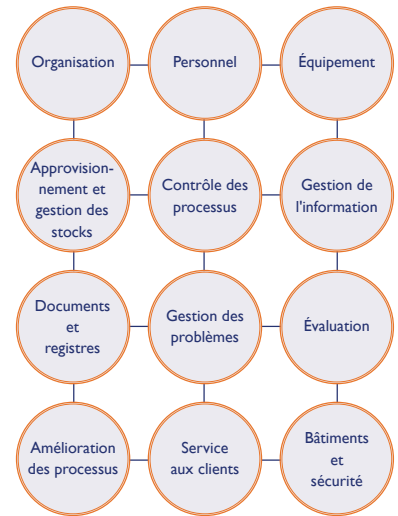 Organisation
Personnel
Équipement
Approvision-
nement et
gestion des
stocks
Contrôle des
processus
Gestion de
l'information
Documents
et
registres
Gestion des
problèmes
Évaluation
Amélioration
des processus
Service
aux clients
Bâtiments
et
sécurité